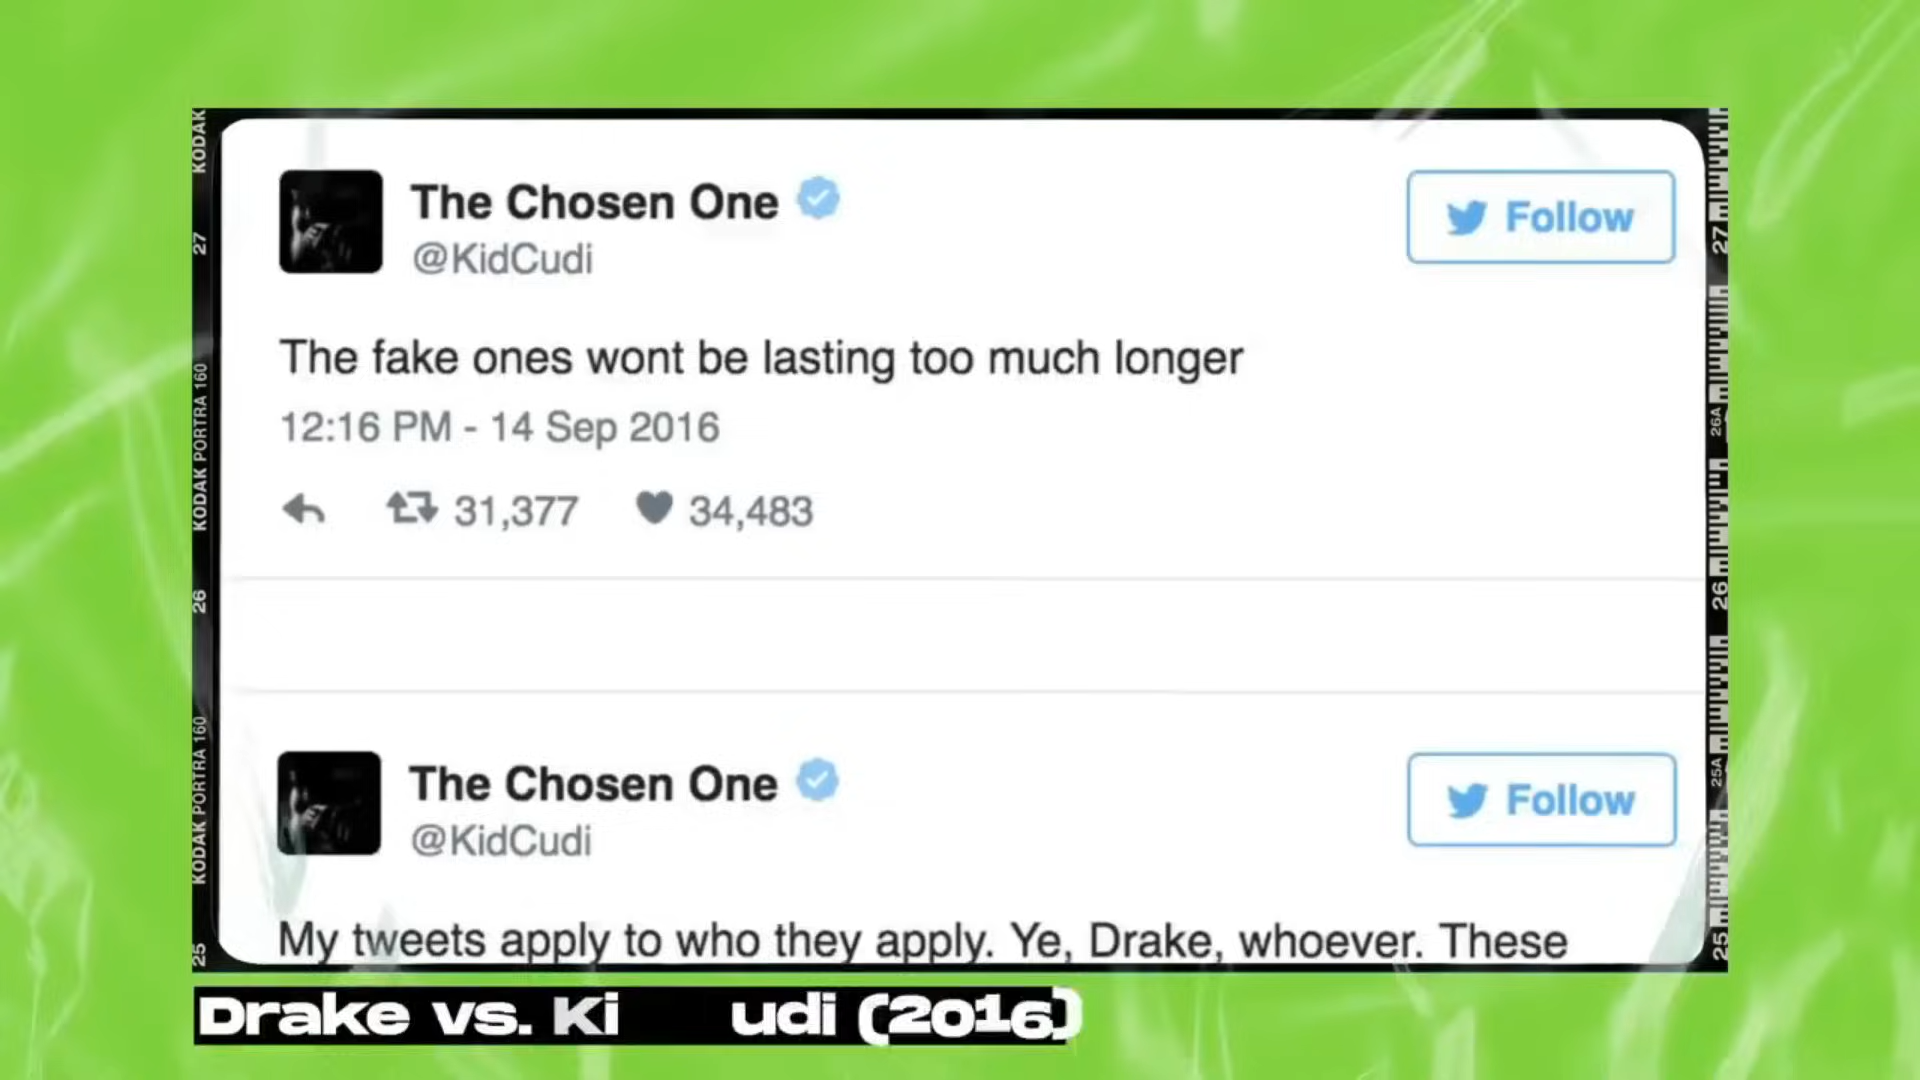 The Chosen One
@KidCudi
Follow
The fake ones wont be lasting too much longer
12:16 PM - 14 Sep 2016
31,377 34,483
The Chosen One
@KidCudi
Follow
My tweets apply to who they apply. Ye, Drake, whoever. These
Drake vs. Ki udi (2016)
KODAK
27
KODAK PORTRA 160
26
KODAK PORTRA 160
25
27
26A
26
25A
25